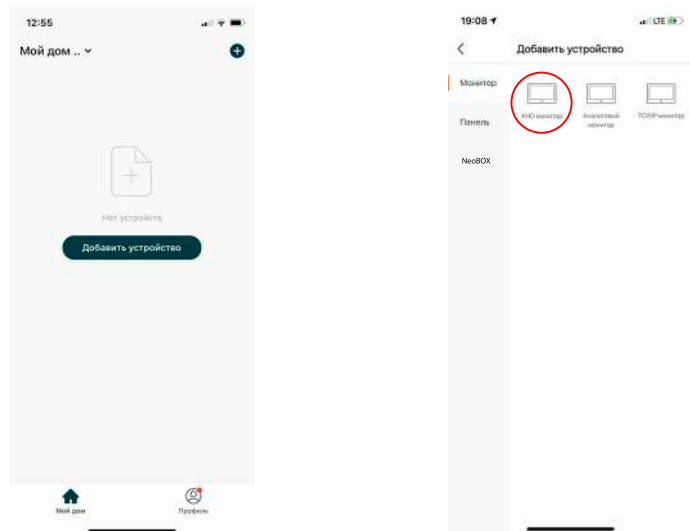 12:55
Мой дом ..
Нет устройств
Добавить устройство
Мой дом
Профиль
19:08
LTE
Добавить устройство
Монитор
Панель
NeoBOX
AHD монитор
Аналоговый
монитор
TCP/IP монитор